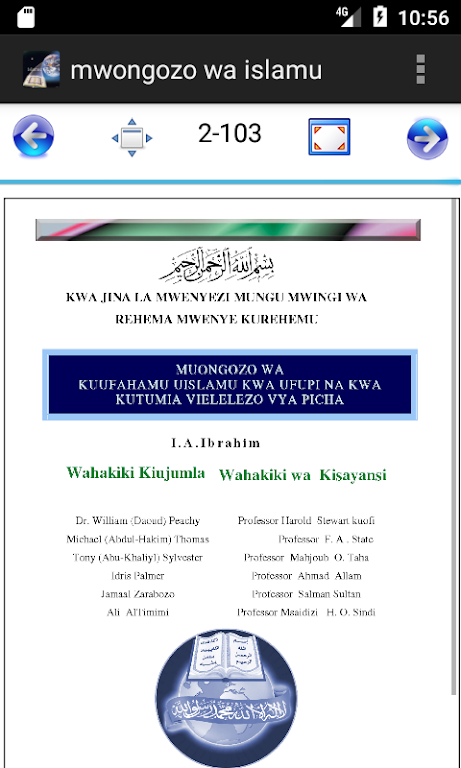 4G
10:56
mwongozo wa islamu
2-103
بسم الله الرحمن الرحيم
KWA JINA LA MWENYEZI MUNGU MWINGI WA
REHEMA MWENYE KUREHEMU
MUONGOZO WA
KUUFAHAMU UISLAMU KWA UFUPI NA KWA
KUTUMIA VIELELEZO VYA PICHA
I.A.Ibrahim
Wahakiki Kiujumla
Dr. William (Daoud) Peachy
Michael (Abdul-Hakim) Thomas
Tony (Abu-Khaliyl) Sylvester
Idris Palmer
Jamaal Zarabozo
Ali AlTimimi
Wahakiki wa Kisayansi
Professor Harold Stewart kuofi
Professor F. A . State
Professor Mahjoub O. Taha
Professor Ahmad Allam
Professor Salman Sultan
Professor Msaidizi H. O. Sindi
لا إله إلا الله محمد رسول الله